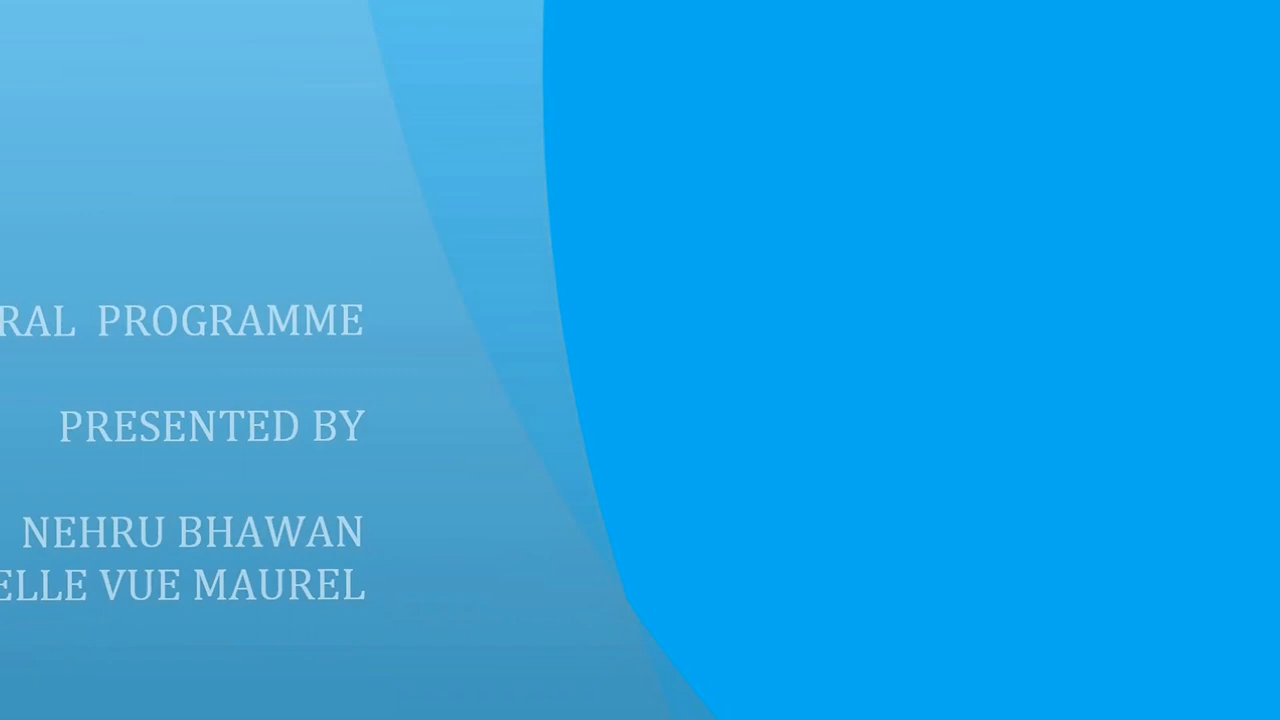 RAL PROGRAMME
PRESENTED BY
NEHRU BHAWAN
ELLE VUE MAUREL